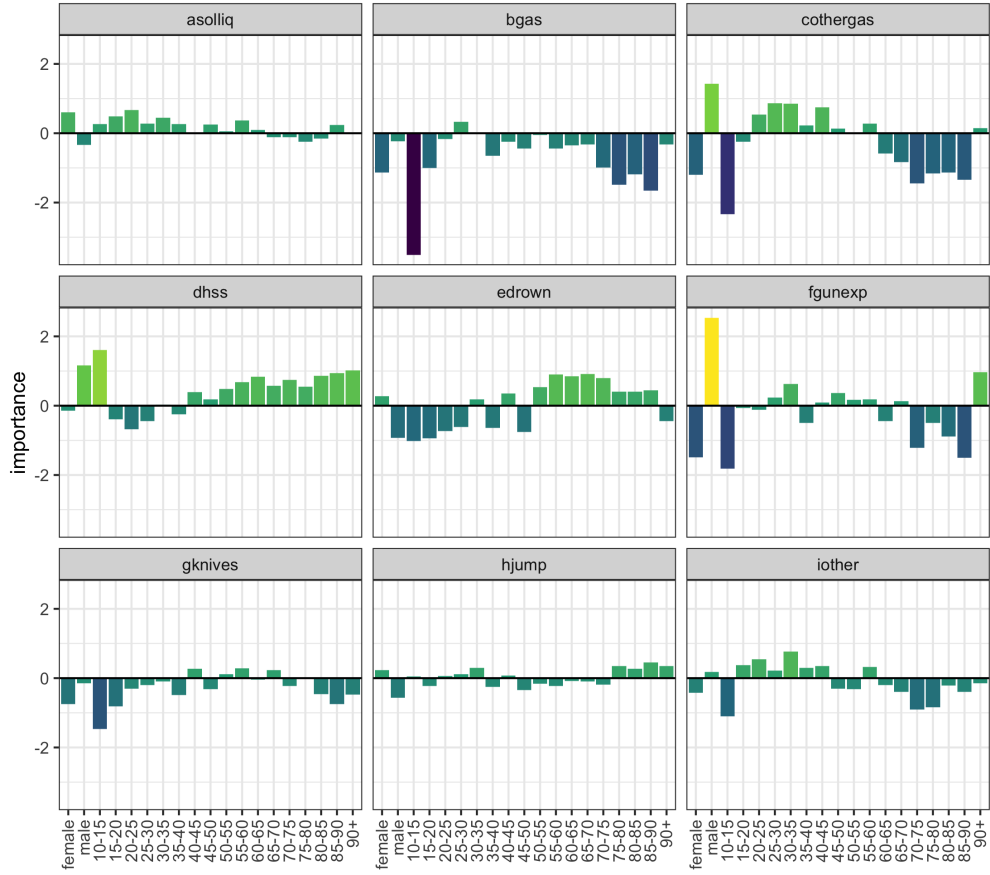 asolliq bgas cothergas
2
0
-2
dhss edrown fgunexp
2
0
-2
importance
gknives hjump iother
2
0
-2
female male 10-15 15-20 20-25 25-30 30-35 35-40 40-45 45-50 50-55 55-60 60-65 65-70 70-75 75-80 80-85 85-90 90+
female male 10-15 15-20 20-25 25-30 30-35 35-40 40-45 45-50 50-55 55-60 60-65 65-70 70-75 75-80 80-85 85-90 90+
female male 10-15 15-20 20-25 25-30 30-35 35-40 40-45 45-50 50-55 55-60 60-65 65-70 70-75 75-80 80-85 85-90 90+